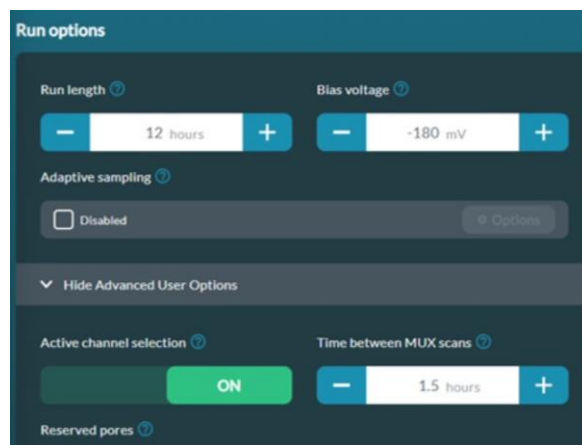 Run options
Run length
Bias voltage
12 hours
-180 mV
Adaptive sampling
Disabled
Options
Hide Advanced User Options
Active channel selection
Time between MUX scans
ON
1.5 hours
Reserved pores